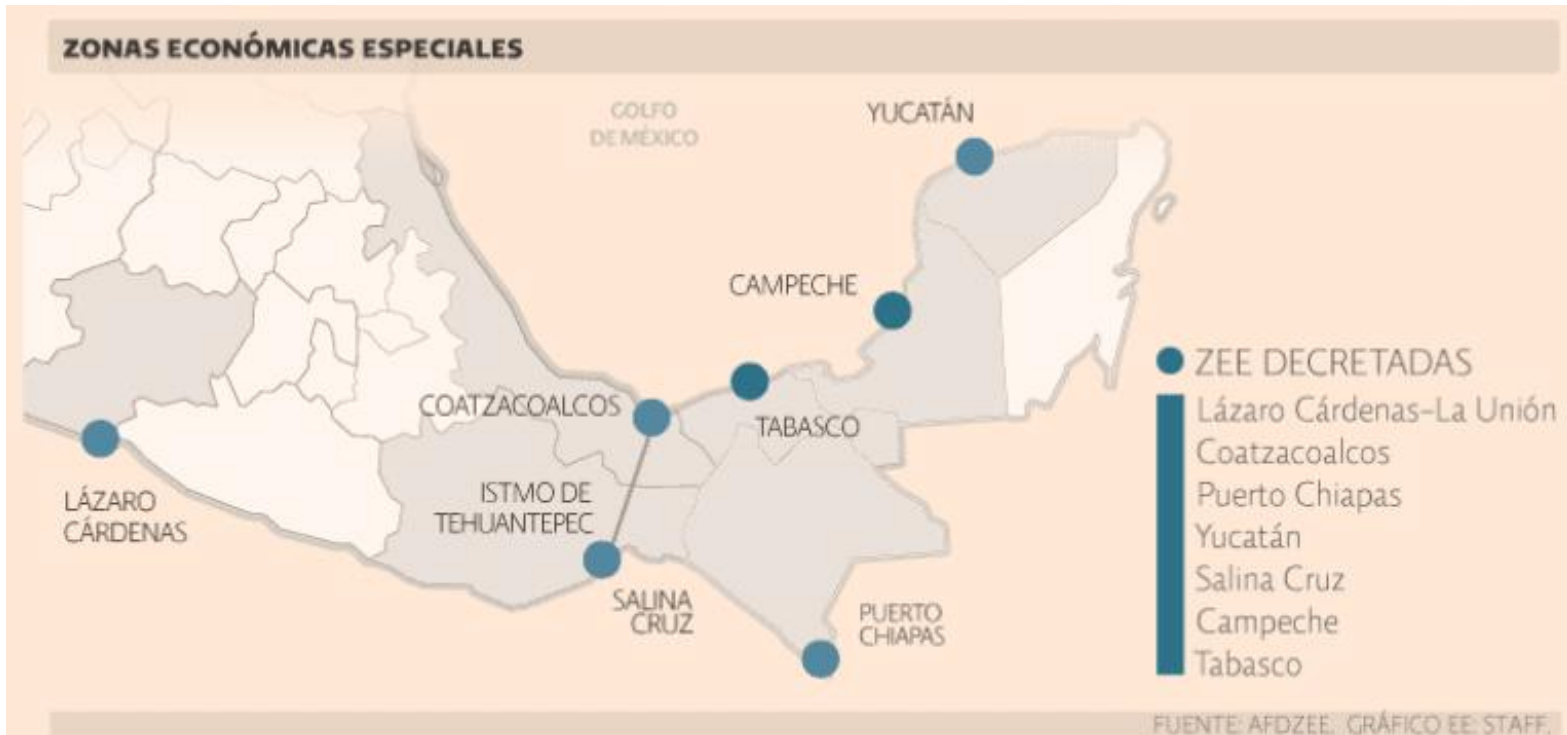 ZONAS ECONÓMICAS ESPECIALES
GOLFO
DE MÉXICO
YUCATÁN
CAMPECHE
COATZACOALCOS
TABASCO
ISTMO DE
TEHUANTEPEC
LÁZARO
CÁRDENAS
SALINA
CRUZ
PUERTO
CHIAPAS
ZEE DECRETADAS
Lázaro Cárdenas–La Unión
Coatzacoalcos
Puerto Chiapas
Yucatán
Salina Cruz
Campeche
Tabasco
FUENTE: AFDZEE. GRÁFICO EE: STAFF.